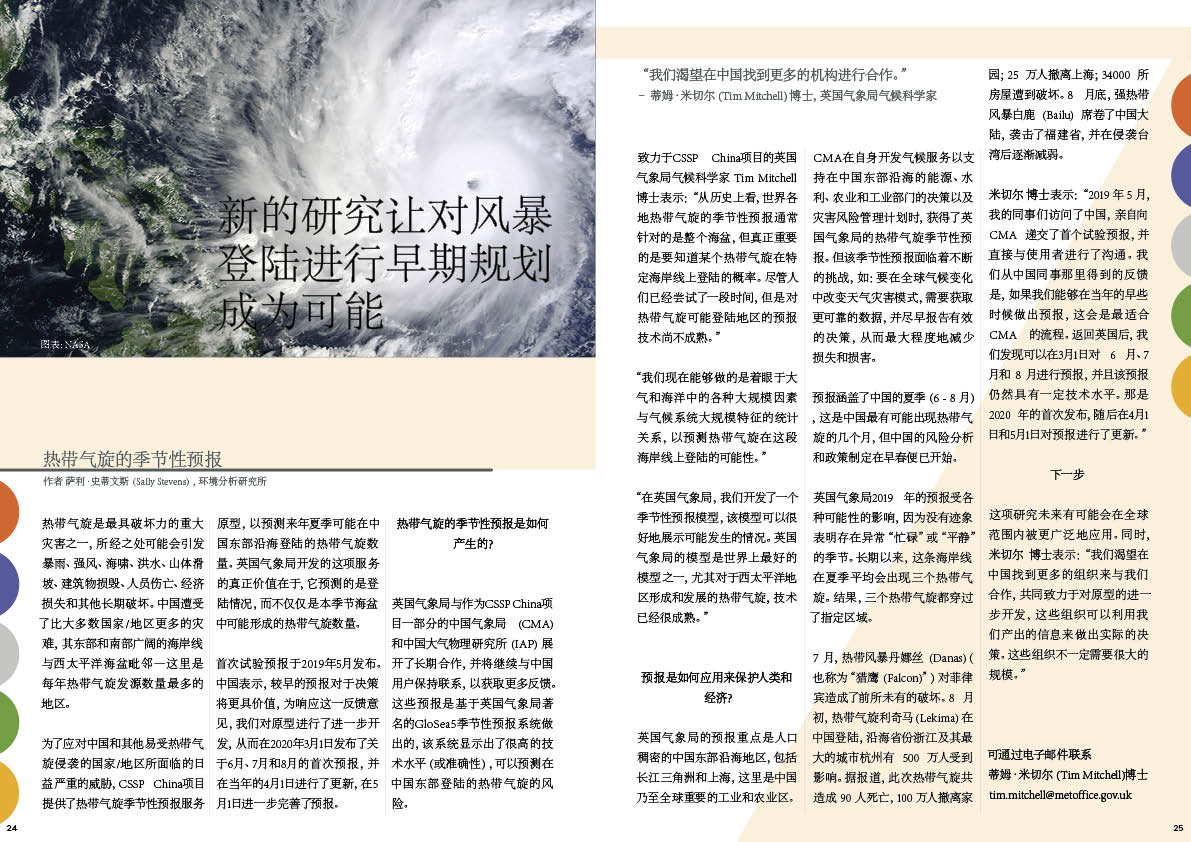 新的研究让对风暴
登陆进行早期规划
成为可能
图表: NASA
热带气旋的季节性预报
作者 萨利·史蒂文斯 (Sally Stevens) , 环境分析研究所
热带气旋是最具破坏力的重大
灾害之一, 所经之处可能会引发
暴雨、强风、海啸、洪水、山体滑
坡、建筑物损毁、人员伤亡、经济
损失和其他长期破坏。中国遭受
了比大多数国家/地区更多的灾
难, 其东部和南部广阔的海岸线
与西太平洋海盆毗邻—这里是
每年热带气旋发源数量最多的
地区。
为了应对中国和其他易受热带气
旋侵袭的国家/地区所面临的日
益严重的威胁, CSSP China项目
提供了热带气旋季节性预报服务
原型, 以预测来年夏季可能在中
国东部沿海登陆的热带气旋数
量。英国气象局开发的这项服务
的真正价值在于, 它预测的是登
陆情况, 而不仅仅是本季节海盆
中可能形成的热带气旋数量。
首次试验预报于2019年5月发布。
中国表示, 较早的预报对于决策
将更具价值, 为响应这一反馈意
见, 我们对原型进行了进一步开
发, 从而在2020年3月1日发布了关
于6月、7月和8月的首次预报, 并
在当年的4月1日进行了更新, 在5
月1日进一步完善了预报。
热带气旋的季节性预报是如何
产生的?
英国气象局与作为CSSP China项
目一部分的中国气象局 (CMA)
和中国大气物理研究所 (IAP) 展
开了长期合作, 并将继续与中国
用户保持联系, 以获取更多反馈。
这些预报是基于英国气象局著
名的GloSea5季节性预报系统做
出的, 该系统显示出了很高的技
术水平 (或准确性) , 可以预测在
中国东部登陆的热带气旋的风
险。
24
“我们渴望在中国找到更多的机构进行合作。”
– 蒂姆·米切尔 (Tim Mitchell) 博士, 英国气象局气候科学家
致力于CSSP China项目的英国
气象局气候科学家 Tim Mitchell
博士表示: “从历史上看, 世界各
地热带气旋的季节性预报通常
针对的是整个海盆, 但真正重要
的是要知道某个热带气旋在特
定海岸线上登陆的概率。尽管人
们已经尝试了一段时间, 但是对
热带气旋可能登陆地区的预报
技术尚不成熟。”
“我们现在能够做的是着眼于大
气和海洋中的各种大规模因素
与气候系统大规模特征的统计
关系, 以预测热带气旋在这段
海岸线上登陆的可能性。”
“在英国气象局, 我们开发了一个
季节性预报模型, 该模型可以很
好地展示可能发生的情况。英国
气象局的模型是世界上最好的
模型之一, 尤其对于西太平洋地
区形成和发展的热带气旋, 技术
已经很成熟。”
预报是如何应用来保护人类和
经济?
英国气象局的预报重点是人口
稠密的中国东部沿海地区, 包括
长江三角洲和上海, 这里是中国
乃至全球重要的工业和农业区。
CMA在自身开发气候服务以支
持在中国东部沿海的能源、水
利、农业和工业部门的决策以及
灾害风险管理计划时, 获得了英
国气象局的热带气旋季节性预
报。但该季节性预报面临着不断
的挑战, 如: 要在全球气候变化
中改变天气灾害模式, 需要获取
更可靠的数据, 并尽早报告有效
的决策, 从而最大程度地减少
损失和损害。
预报涵盖了中国的夏季 (6 - 8 月)
, 这是中国最有可能出现热带气
旋的几个月, 但中国的风险分析
和政策制定在早春便已开始。
英国气象局2019 年的预报受各
种可能性的影响, 因为没有迹象
表明存在异常 “忙碌” 或 “平静”
的季节。长期以来, 这条海岸线
在夏季平均会出现三个热带气
旋。结果, 三个热带气旋都穿过
了指定区域。
7 月, 热带风暴丹娜丝 (Danas) (
也称为 “猎鹰 (Falcon)” ) 对菲律
宾造成了前所未有的破坏。8 月
初, 热带气旋利奇马 (Lekima) 在
中国登陆, 沿海省份浙江及其最
大的城市杭州有 500 万人受到
影响。据报道, 此次热带气旋共
造成 90 人死亡, 100 万人撤离家
园; 25 万人撤离上海; 34000 所
房屋遭到破坏。8 月底, 强热带
风暴白鹿 (Bailu) 席卷了中国大
陆, 袭击了福建省, 并在侵袭台
湾后逐渐减弱。
米切尔 博士表示: “2019 年 5 月,
我的同事们访问了中国, 亲自向
CMA 递交了首个试验预报, 并
直接与使用者进行了沟通。我
们从中国同事那里得到的反馈
是, 如果我们能够在当年的早些
时候做出预报, 这会是最适合
CMA 的流程。返回英国后, 我
们发现可以在3月1日对 6 月、7
月和 8 月进行预报, 并且该预报
仍然具有一定技术水平。那是
2020 年的首次发布, 随后在4月1
日和5月1日对预报进行了更新。”
下一步
这项研究未来有可能会在全球
范围内被更广泛地应用。同时,
米切尔 博士表示: “我们渴望在
中国找到更多的组织来与我们
合作, 共同致力于对原型的进一
步开发, 这些组织可以利用我
们产出的信息来做出实际的决
策。这些组织不一定需要很大的
规模。”
可通过电子邮件联系
蒂姆·米切尔 (Tim Mitchell)博士
tim.mitchell@metoffice.gov.uk
25